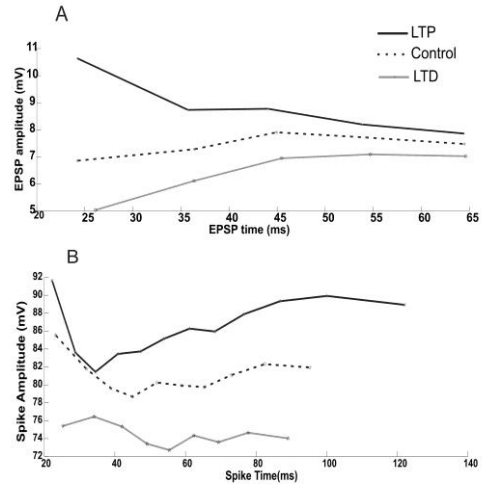 A
LTP
Control
LTD
EPSP amplitude (mV)
11
10
9
8
7
6
5
20 25 30 35 40 45 50 55 60 65
EPSP time (ms)
B
Spike Amplitude (mV)
92
90
88
86
84
82
80
78
76
74
72
20 40 60 80 100 120 140
Spike Time(ms)